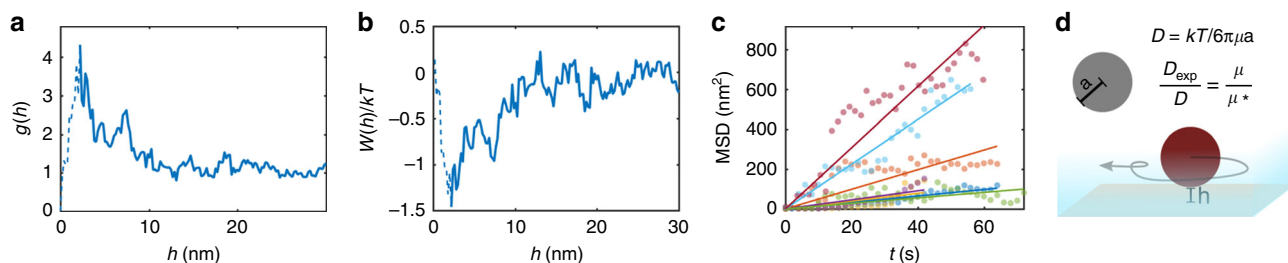 a
g(h)
4
3
2
1
0
0
10
20
h (nm)
b
W(h)/kT
0.5
0
−0.5
−1
−1.5
0
10
20
30
h (nm)
c
MSD (nm²)
800
600
400
200
0
0
20
40
60
t (s)
d
a
D = kT/6πμa
D_exp/D = μ/μ*
h